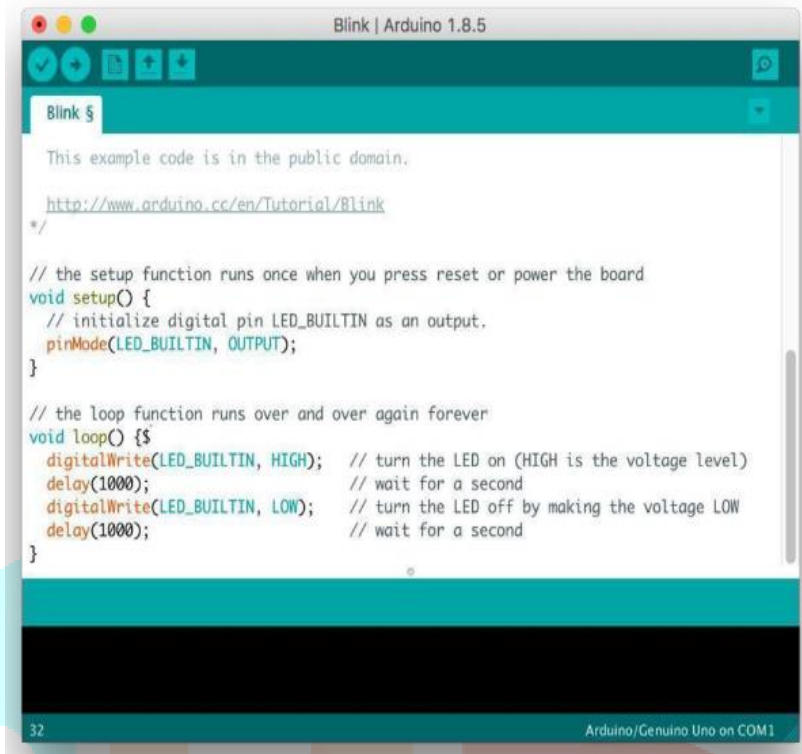 Blink | Arduino 1.8.5
Blink §
This example code is in the public domain.
http://www.arduino.cc/en/Tutorial/Blink
*/
// the setup function runs once when you press reset or power the board
void setup() {
// initialize digital pin LED_BUILTIN as an output.
pinMode(LED_BUILTIN, OUTPUT);
}
// the loop function runs over and over again forever
void loop() {$
digitalWrite(LED_BUILTIN, HIGH); // turn the LED on (HIGH is the voltage level)
delay(1000); // wait for a second
digitalWrite(LED_BUILTIN, LOW); // turn the LED off by making the voltage LOW
delay(1000); // wait for a second
}
32 Arduino/Genuino Uno on COM1